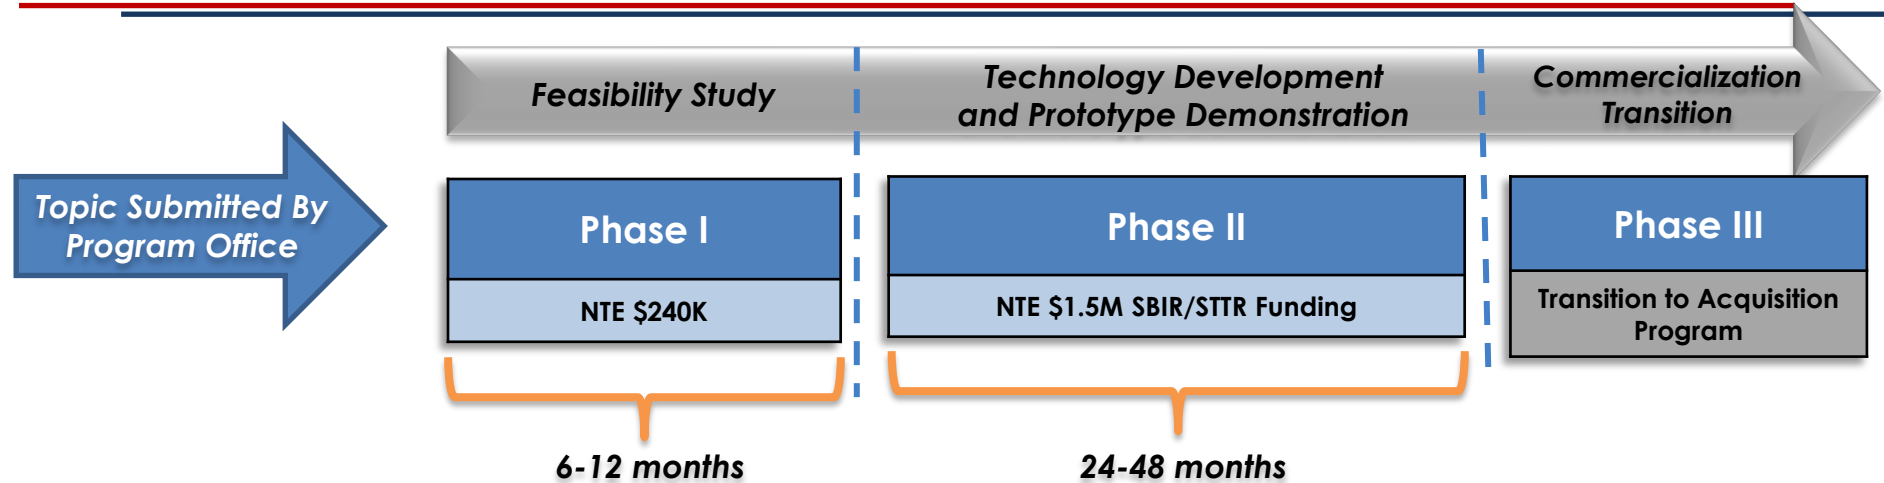 Feasibility Study
Technology Development
and Prototype Demonstration
Commercialization
Transition
Topic Submitted By
Program Office
Phase I
NTE $240K
Phase II
NTE $1.5M SBIR/STTR Funding
Phase III
Transition to Acquisition
Program
6-12 months
24-48 months